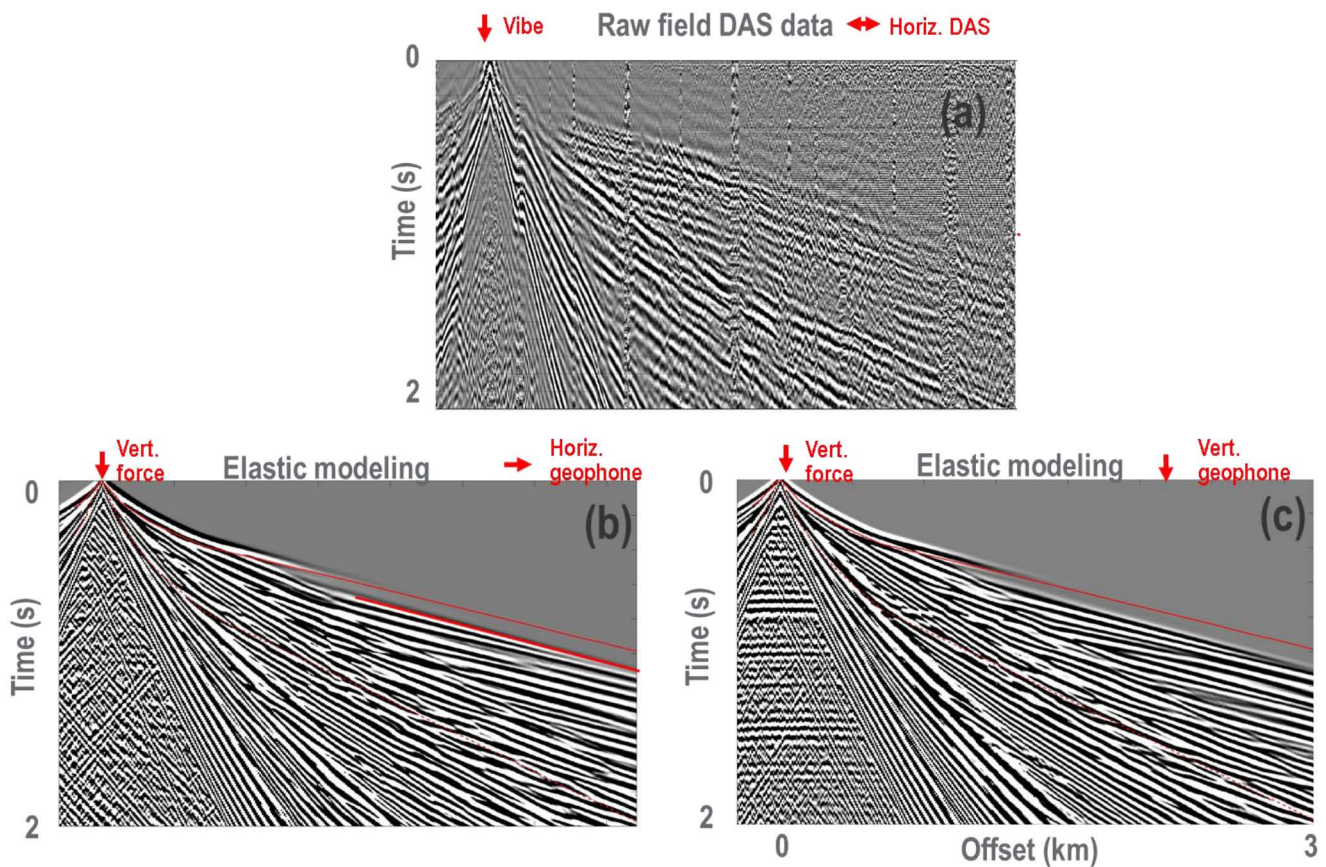 Vibe Raw field DAS data Horiz. DAS
0
(a)
Time (s)
2
Vert.
force
Elastic modeling
Horiz.
geophone
0
(b)
Time (s)
2
Vert.
force
Elastic modeling
Vert.
geophone
0
(c)
Time (s)
2
0 Offset (km) 3